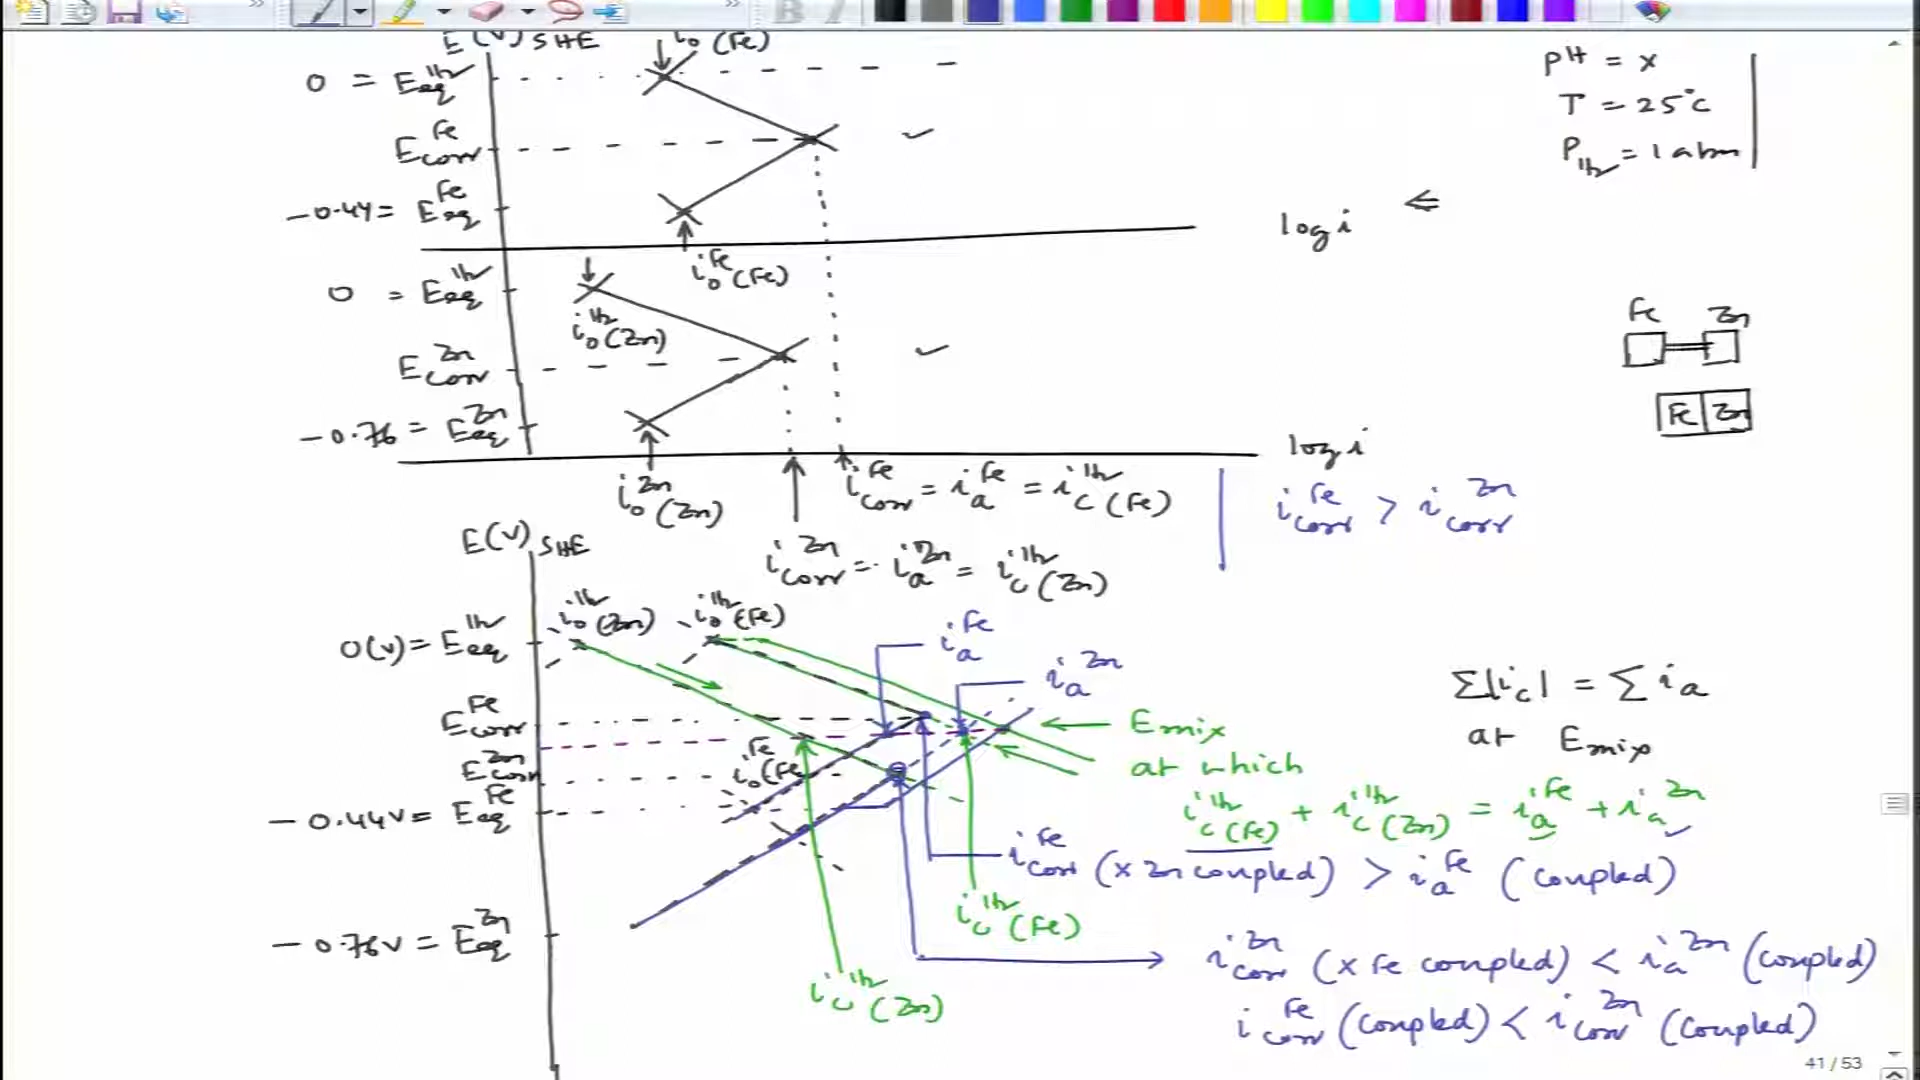 E(V) SHE
i₀(Fe)
0 = E_eq^H₂
E_corr^Fe
-0.44 = E_eq^Fe
log i
i₀^Fe(Fe)
pH = x
T = 25°C
P_H₂ = 1 atm
0 = E_eq^H₂
i₀^H₂(Zn)
E_corr^Zn
-0.76 = E_eq^Zn
log i
Fe Zn
Fe Zn
i₀^Zn(Zn)
i_corr^Fe = i_a^Fe = i_c^H₂(Fe)
i_corr^Fe > i_corr^Zn
i_corr^Zn = i_a^Zn = i_c^H₂(Zn)
E(V) SHE
0(V) = E_eq^H₂
i₀^H₂(Zn)
i₀^H₂(Fe)
i_a^Fe
i_a^Zn
E_corr^Fe
E_corr^Zn
-0.44V = E_eq^Fe
i₀^Fe(Fe)
-0.76V = E_eq^Zn
Σ|i_c| = Σ i_a
at E_mix
E_mix
at which
i_c^H₂(Fe) + i_c^H₂(Zn) = i_a^Fe + i_a^Zn
i_corr^Fe (x Zn coupled) > i_a^Fe (coupled)
i_c^H₂(Fe)
i_c^H₂(Zn)
i_corr^Zn (x Fe coupled) < i_a^Zn (coupled)
i_corr^Fe (coupled) < i_corr^Zn (coupled)
41 / 53